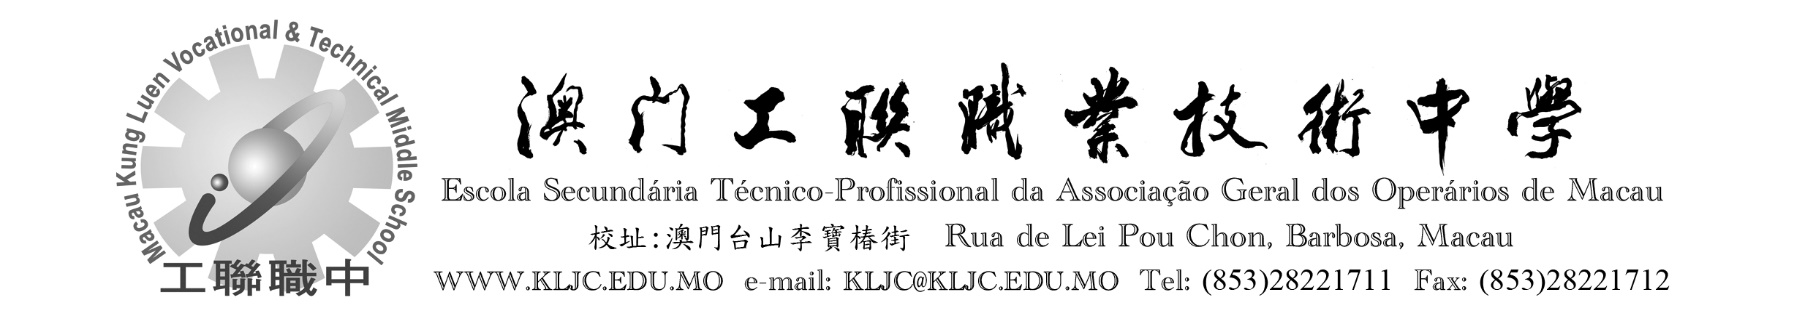 Macau Kung Luen Vocational & Technical Middle School
工聯職中
澳门工联職業技術中學
Escola Secundária Técnico-Profissional da Associação Geral dos Operários de Macau
校址:澳門台山李寶椿街 Rua de Lei Pou Chon, Barbosa, Macau
WWW.KLJC.EDU.MO e-mail: KLJC@KLJC.EDU.MO Tel: (853)28221711 Fax: (853)28221712